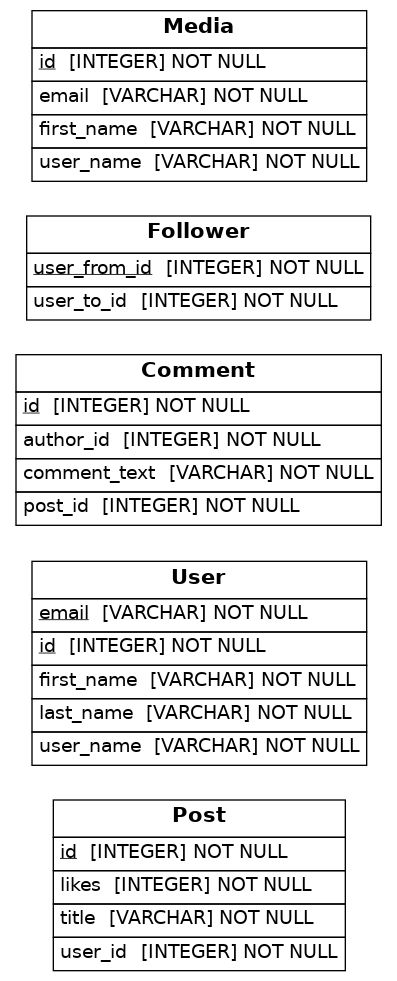 Media
id [INTEGER] NOT NULL
email [VARCHAR] NOT NULL
first_name [VARCHAR] NOT NULL
user_name [VARCHAR] NOT NULL
Follower
user_from_id [INTEGER] NOT NULL
user_to_id [INTEGER] NOT NULL
Comment
id [INTEGER] NOT NULL
author_id [INTEGER] NOT NULL
comment_text [VARCHAR] NOT NULL
post_id [INTEGER] NOT NULL
User
email [VARCHAR] NOT NULL
id [INTEGER] NOT NULL
first_name [VARCHAR] NOT NULL
last_name [VARCHAR] NOT NULL
user_name [VARCHAR] NOT NULL
Post
id [INTEGER] NOT NULL
likes [INTEGER] NOT NULL
title [VARCHAR] NOT NULL
user_id [INTEGER] NOT NULL